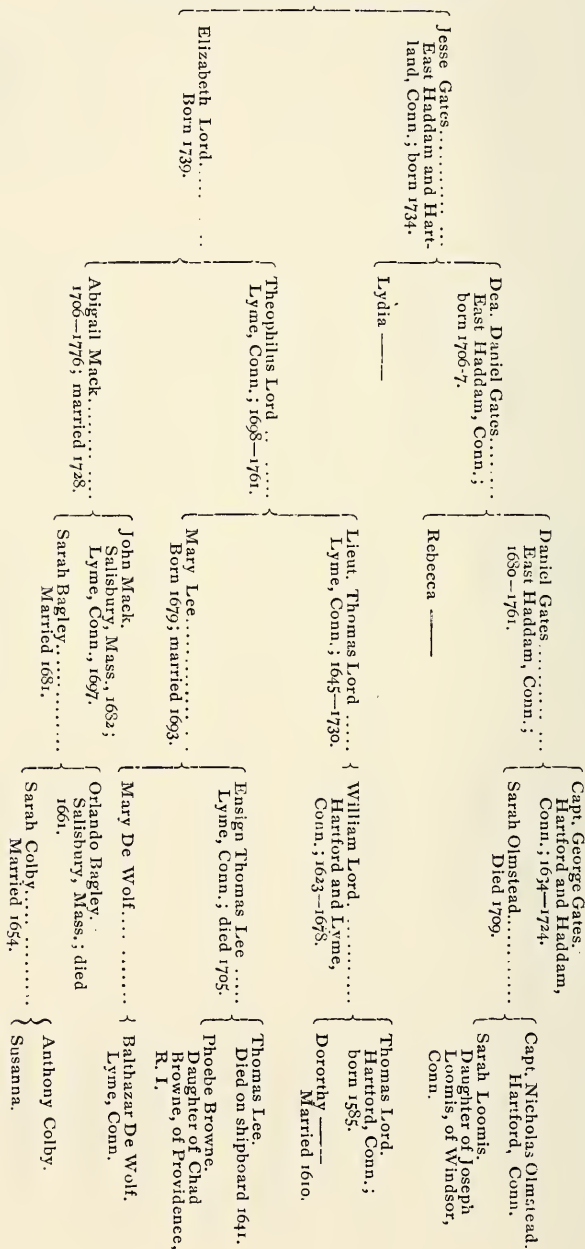 Jesse Gates..............
East Haddam and Hart-
land, Conn.; born 1734.
Elizabeth Lord..... ..
Born 1739.
Dea. Daniel Gates........
East Haddam, Conn.;
born 1706-7.
Lydia ——
Theophilus Lord .. .....
Lyme, Conn.; 1698—1761.
Abigail Mack......... ...
1706—1776; married 1728.
Daniel Gates.......... ...
East Haddam, Conn.;
1680—1761.
Rebecca ——
Lieut. Thomas Lord .....
Lyme, Conn.; 1645—1730.
Mary Lee................
Born 1679; married 1693.
John Mack.
Salisbury, Mass., 1682;
Lyme, Conn., 1697.
Sarah Bagley.............
Married 1681.
Capt. George Gates.
Hartford and Haddam,
Conn.; 1634—1724.
Sarah Olmstead........
Died 1709.
William Lord ...........
Hartford and Lyme,
Conn.; 1623—1678.
Ensign Thomas Lee .....
Lyme, Conn.; died 1705.
Mary De Wolf.... .......
Orlando Bagley.
Salisbury, Mass.; died
1661.
Sarah Colby..... ........
Married 1654.
Capt. Nicholas Olmstead.
Hartford, Conn.
Sarah Loomis.
Daughter of Joseph
Loomis, of Windsor,
Conn.
Thomas Lord.
Hartford, Conn.;
born 1585.
Dororthy ——
Married 1610.
Thomas Lee.
Died on shipboard 1641.
Phoebe Browne.
Daughter of Chad
Browne, of Providence,
R. I.
Balthazar De Wolf.
Lyme, Conn.
Anthony Colby.
Susanna.